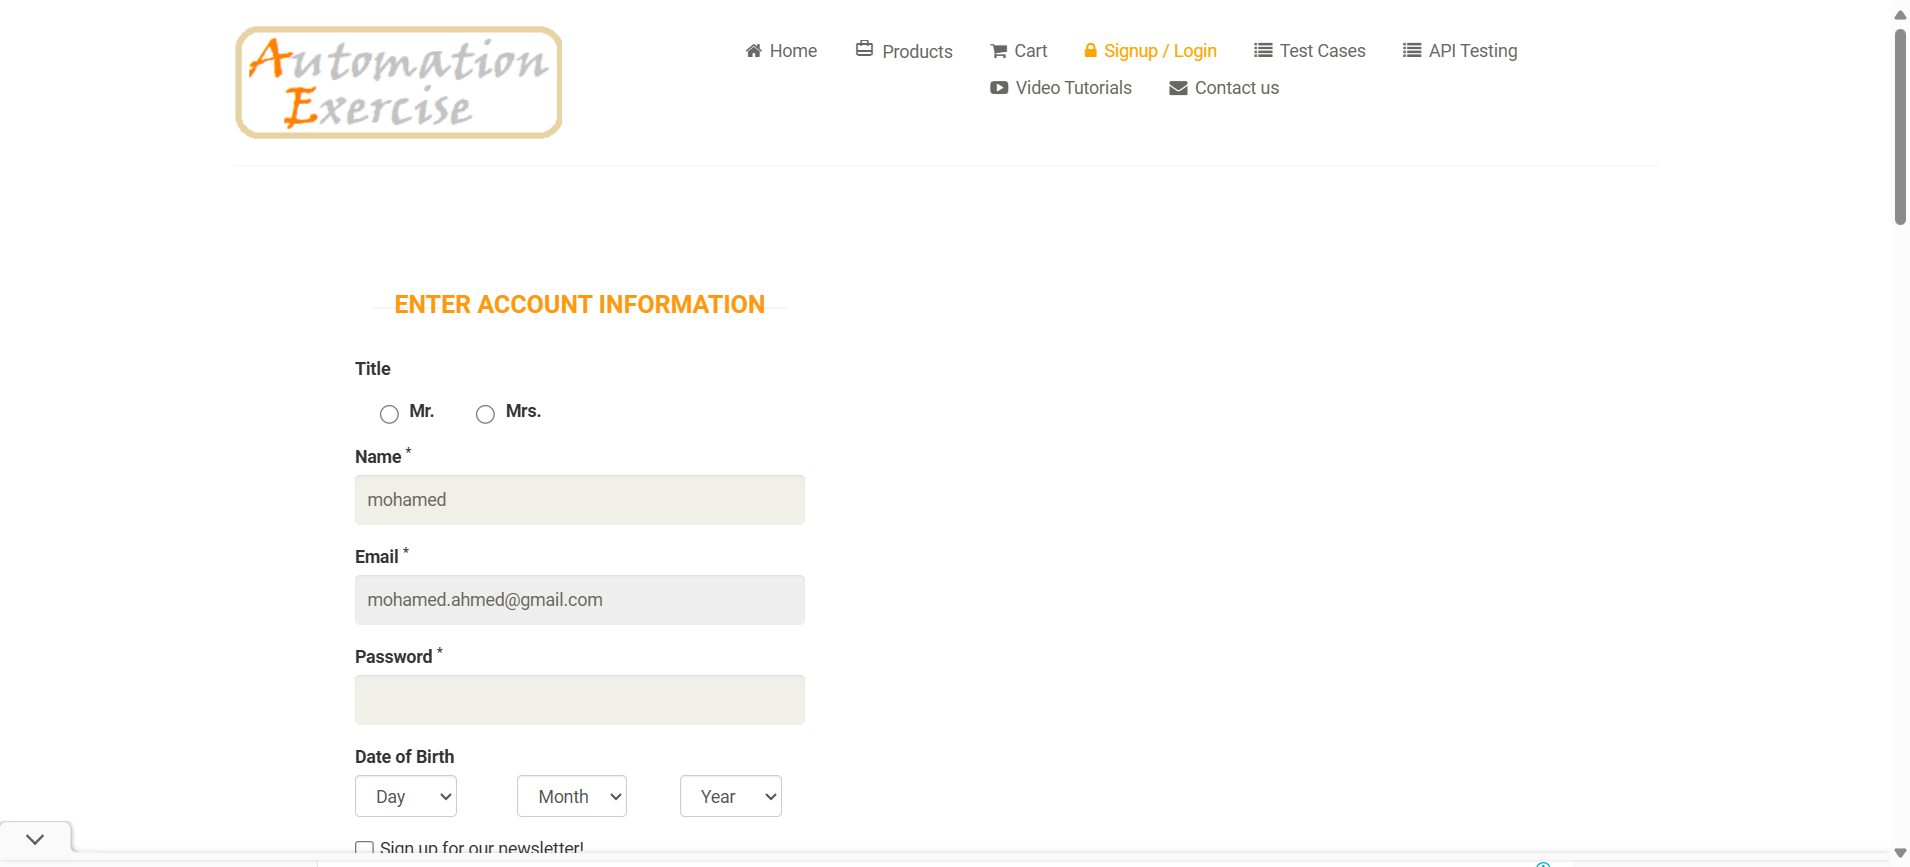 Automation
Exercise
Home
Products
Cart
Signup / Login
Test Cases
API Testing
Video Tutorials
Contact us
ENTER ACCOUNT INFORMATION
Title
Mr.
Mrs.
Name *
mohamed
Email *
mohamed.ahmed@gmail.com
Password *
Date of Birth
Day
Month
Year
Sign up for our newsletter!